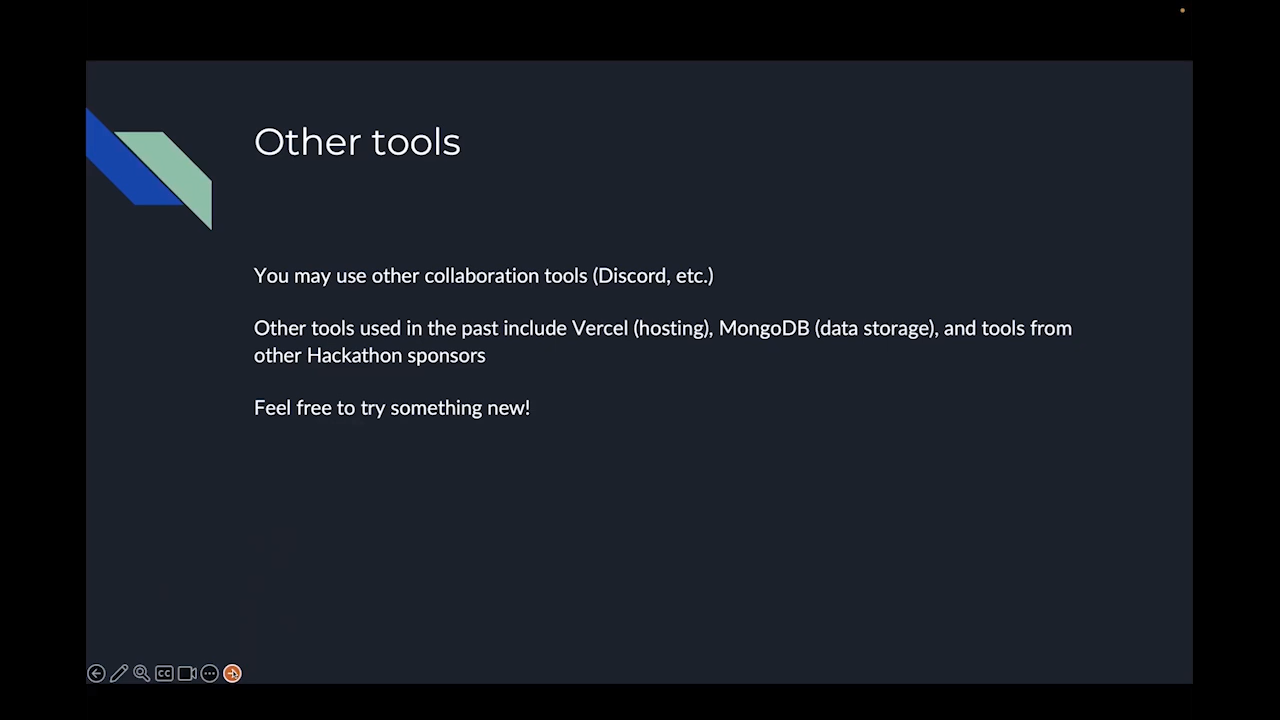 Other tools
You may use other collaboration tools (Discord, etc.)
Other tools used in the past include Vercel (hosting), MongoDB (data storage), and tools from
other Hackathon sponsors
Feel free to try something new!
CC